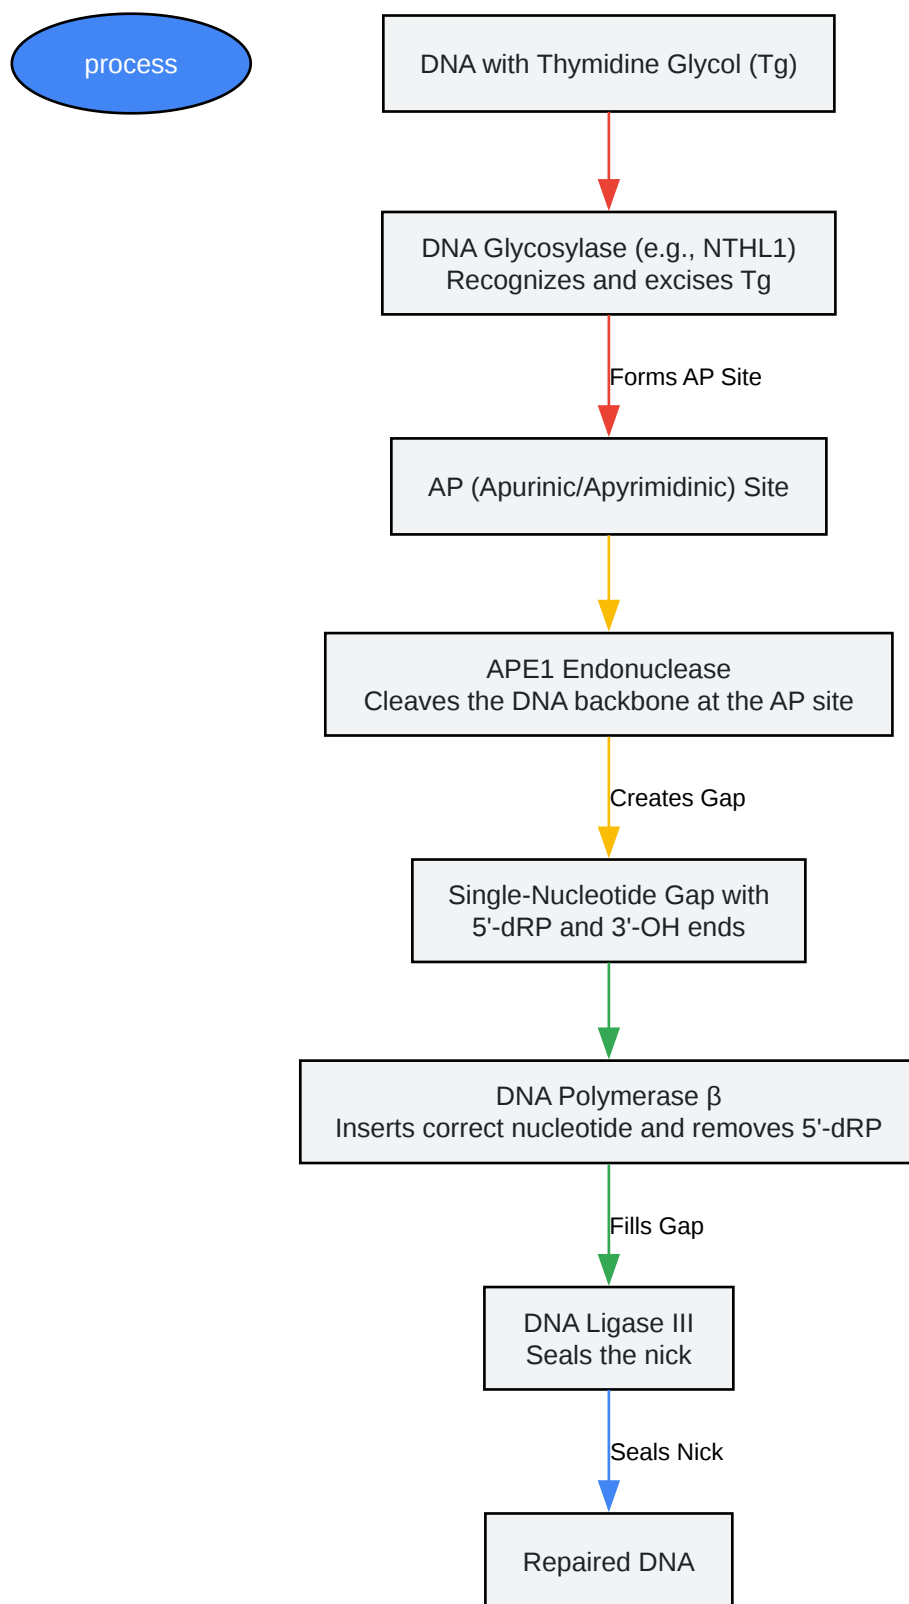 process
DNA with Thymidine Glycol (Tg)
DNA Glycosylase (e.g., NTHL1)
Recognizes and excises Tg
Forms AP Site
AP (Apurinic/Apyrimidinic) Site
APE1 Endonuclease
Cleaves the DNA backbone at the AP site
Creates Gap
Single-Nucleotide Gap with
5'-dRP and 3'-OH ends
DNA Polymerase β
Inserts correct nucleotide and removes 5'-dRP
Fills Gap
DNA Ligase III
Seals the nick
Seals Nick
Repaired DNA